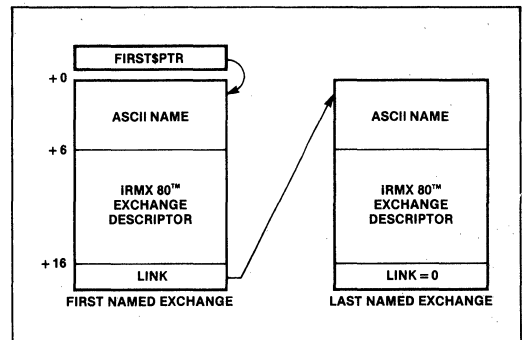 FIRST$PTR
+0
ASCII NAME
+6
iRMX 80™
EXCHANGE
DESCRIPTOR
+16
LINK
FIRST NAMED EXCHANGE
ASCII NAME
iRMX 80™
EXCHANGE
DESCRIPTOR
LINK = 0
LAST NAMED EXCHANGE